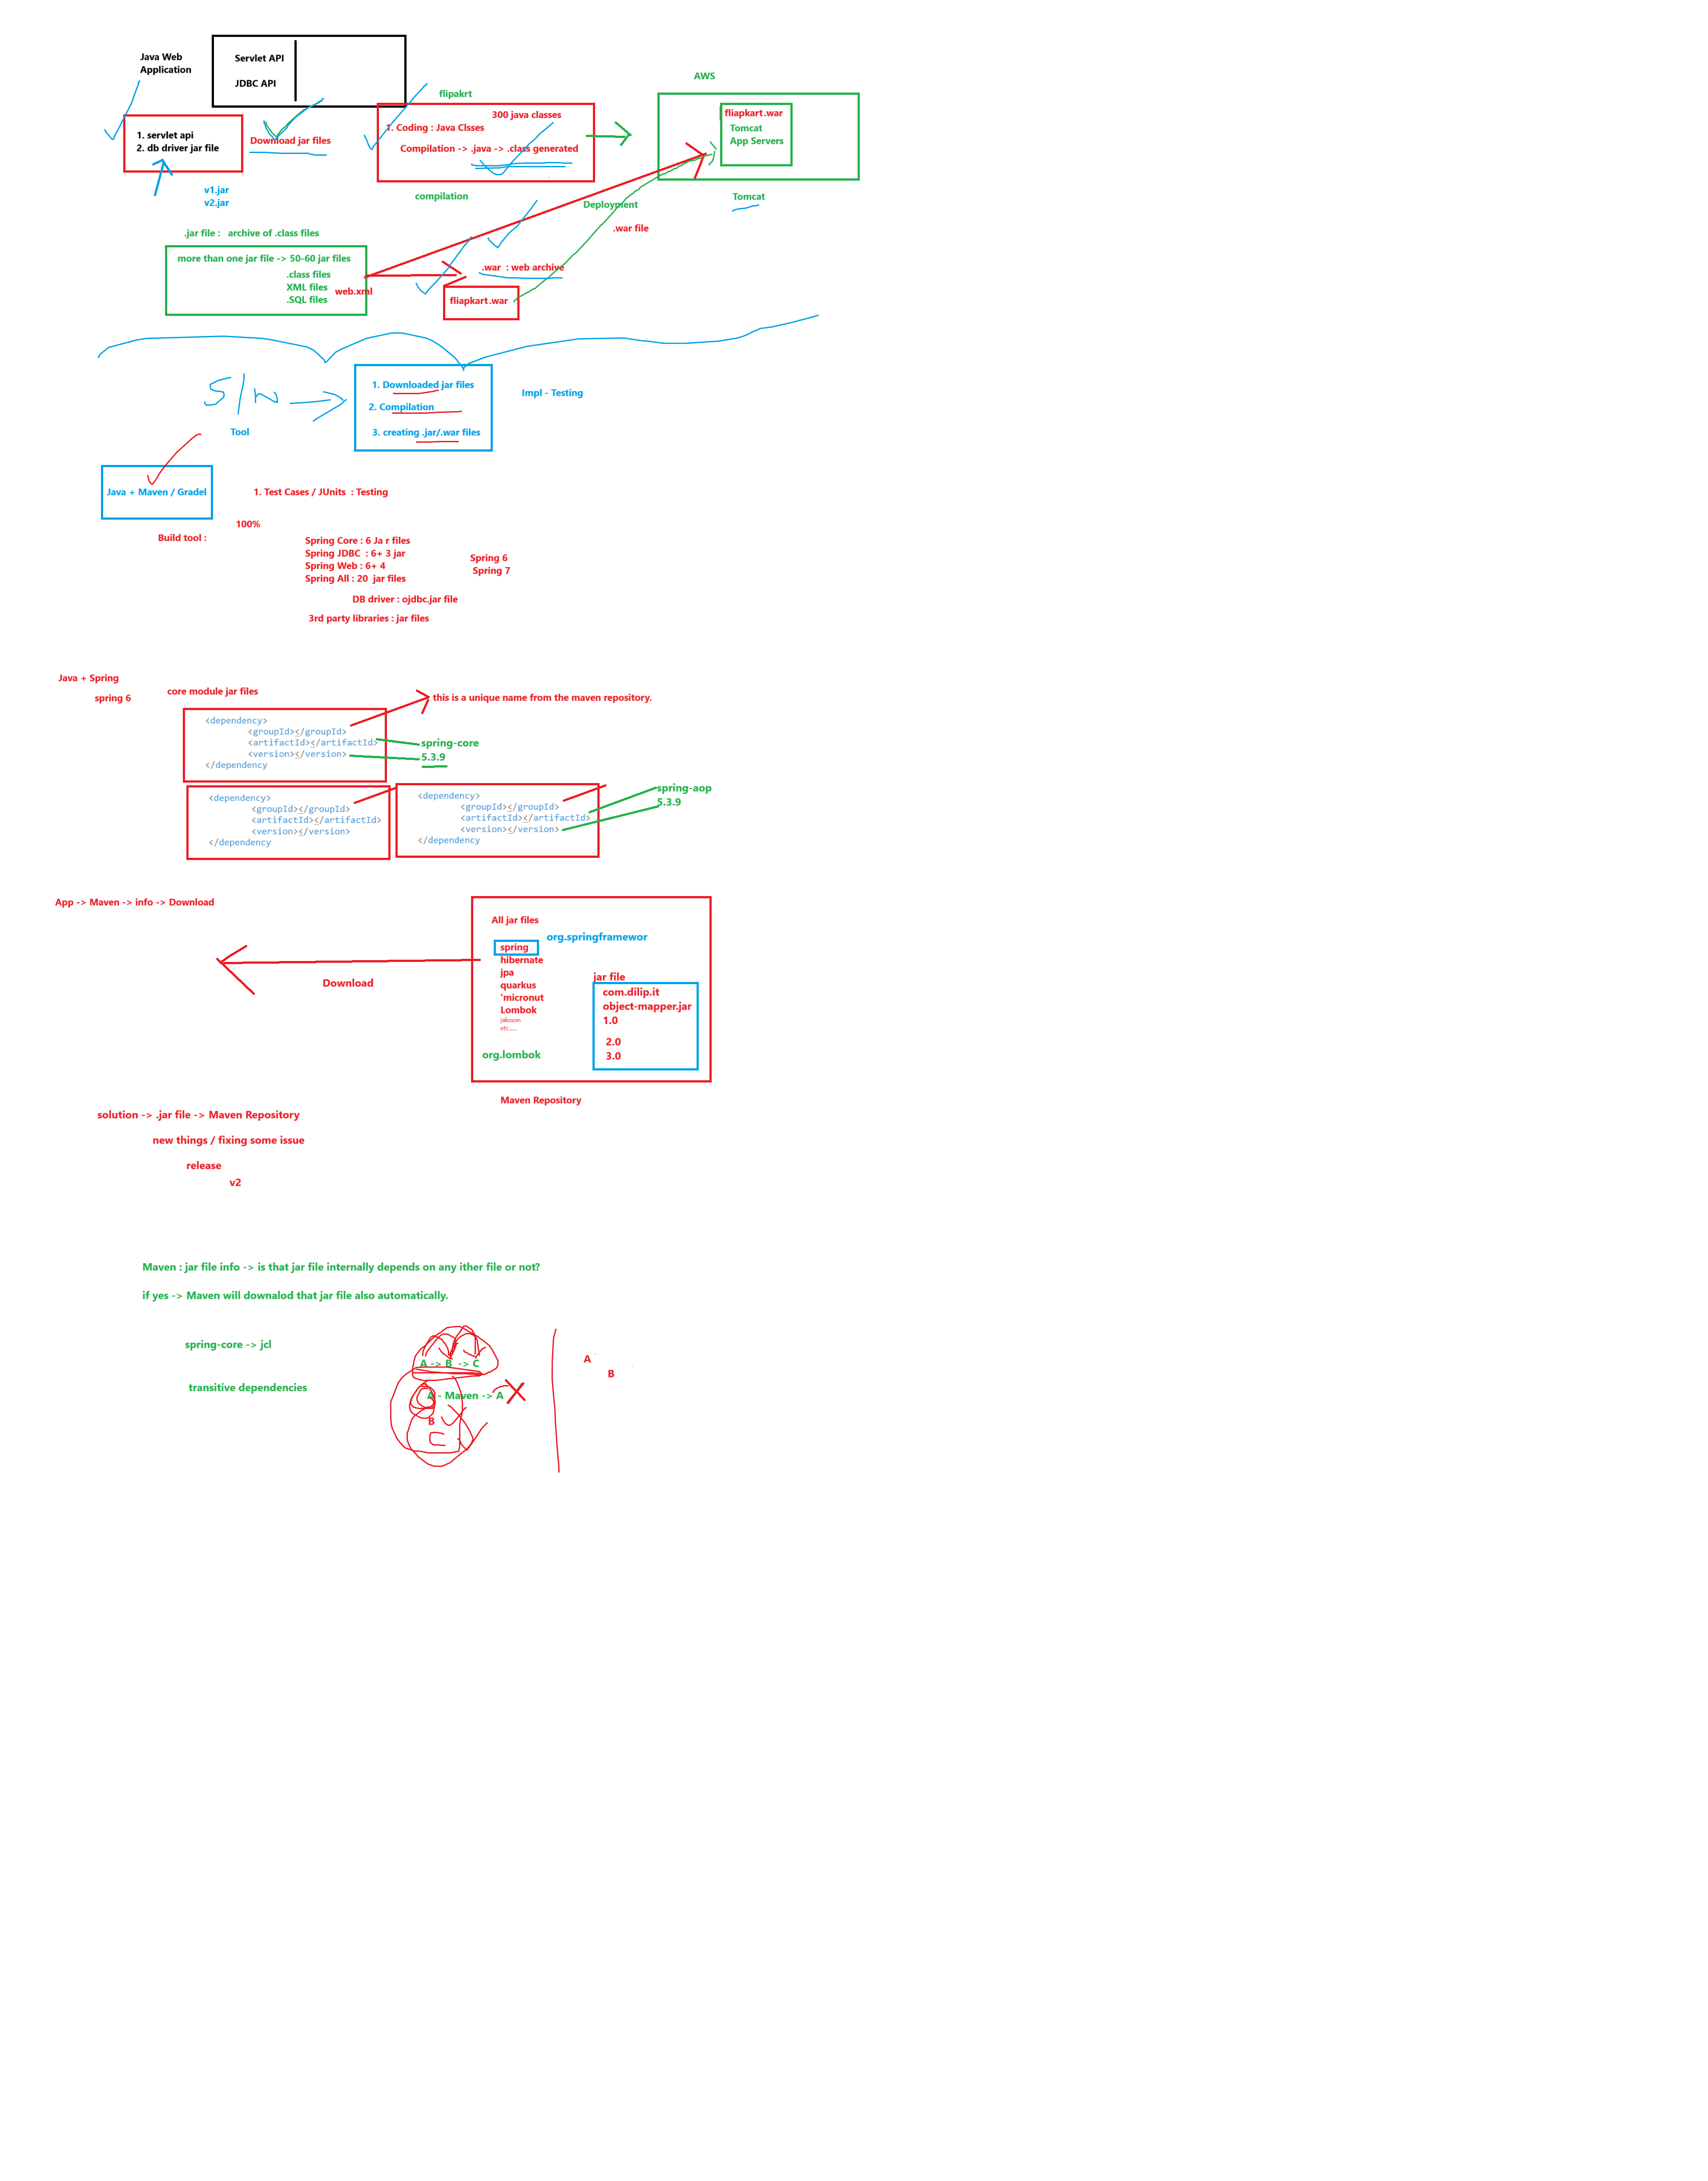 Java Web
Application
Servlet API
JDBC API
1. servlet api
2. db driver jar file
Download jar files
v1.jar
v2.jar
flipakrt
300 java classes
1. Coding : Java Clsses
Compilation -> .java -> .class generated
compilation
AWS
fliapkart.war
Tomcat
App Servers
Tomcat
Deployment
.war file
.jar file : archive of .class files
more than one jar file -> 50-60 jar files
.class files
XML files
.SQL files
web.xml
.war : web archive
fliapkart.war
S/w
Tool
1. Downloaded jar files
2. Compilation
3. creating .jar/.war files
Impl - Testing
Java + Maven / Gradel
1. Test Cases / JUnits : Testing
100%
Build tool :
Spring Core : 6 Ja r files
Spring JDBC : 6+ 3 jar
Spring Web : 6+ 4
Spring All : 20 jar files
Spring 6
Spring 7
DB driver : ojdbc.jar file
3rd party libraries : jar files
Java + Spring
spring 6
core module jar files
this is a unique name from the maven repository.
<dependency>
<groupId></groupId>
<artifactId></artifactId>
<version></version>
</dependency
spring-core
5.3.9
<dependency>
<groupId></groupId>
<artifactId></artifactId>
<version></version>
</dependency
<dependency>
<groupId></groupId>
<artifactId></artifactId>
<version></version>
</dependency
spring-aop
5.3.9
App -> Maven -> info -> Download
Download
All jar files
org.springframewor
spring
hibernate
jpa
quarkus
'micronut
Lombok
jaksson
etc.....
org.lombok
jar file
com.dilip.it
object-mapper.jar
1.0
2.0
3.0
Maven Repository
solution -> .jar file -> Maven Repository
new things / fixing some issue
release
v2
Maven : jar file info -> is that jar file internally depends on any ither file or not?
if yes -> Maven will downalod that jar file also automatically.
spring-core -> jcl
transitive dependencies
A -> B -> C
A - Maven -> A
B
C
A
B